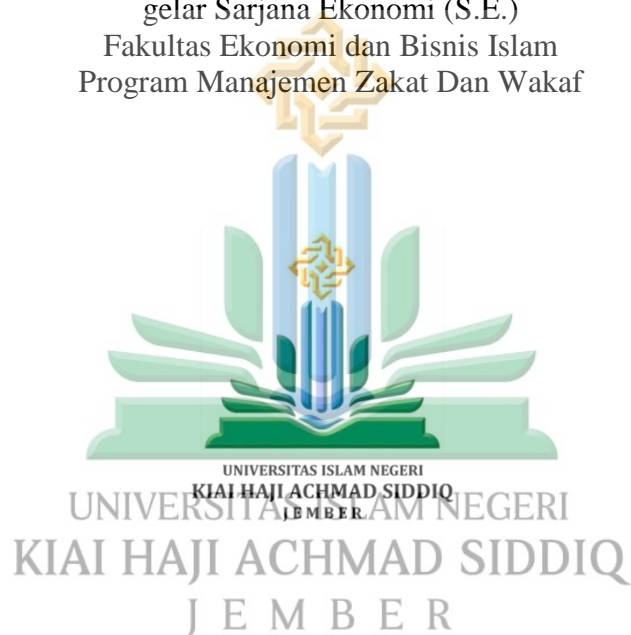 gelar Sarjana Ekonomi (S.E.)
Fakultas Ekonomi dan Bisnis Islam
Program Manajemen Zakat Dan Wakaf
UNIVERSITAS ISLAM NEGERI
KIAI HAJI ACHMAD SIDDIQ
JEMBER
UNIVERSITAS ISLAM NEGERI
KIAI HAJI ACHMAD SIDDIQ
JEMBER